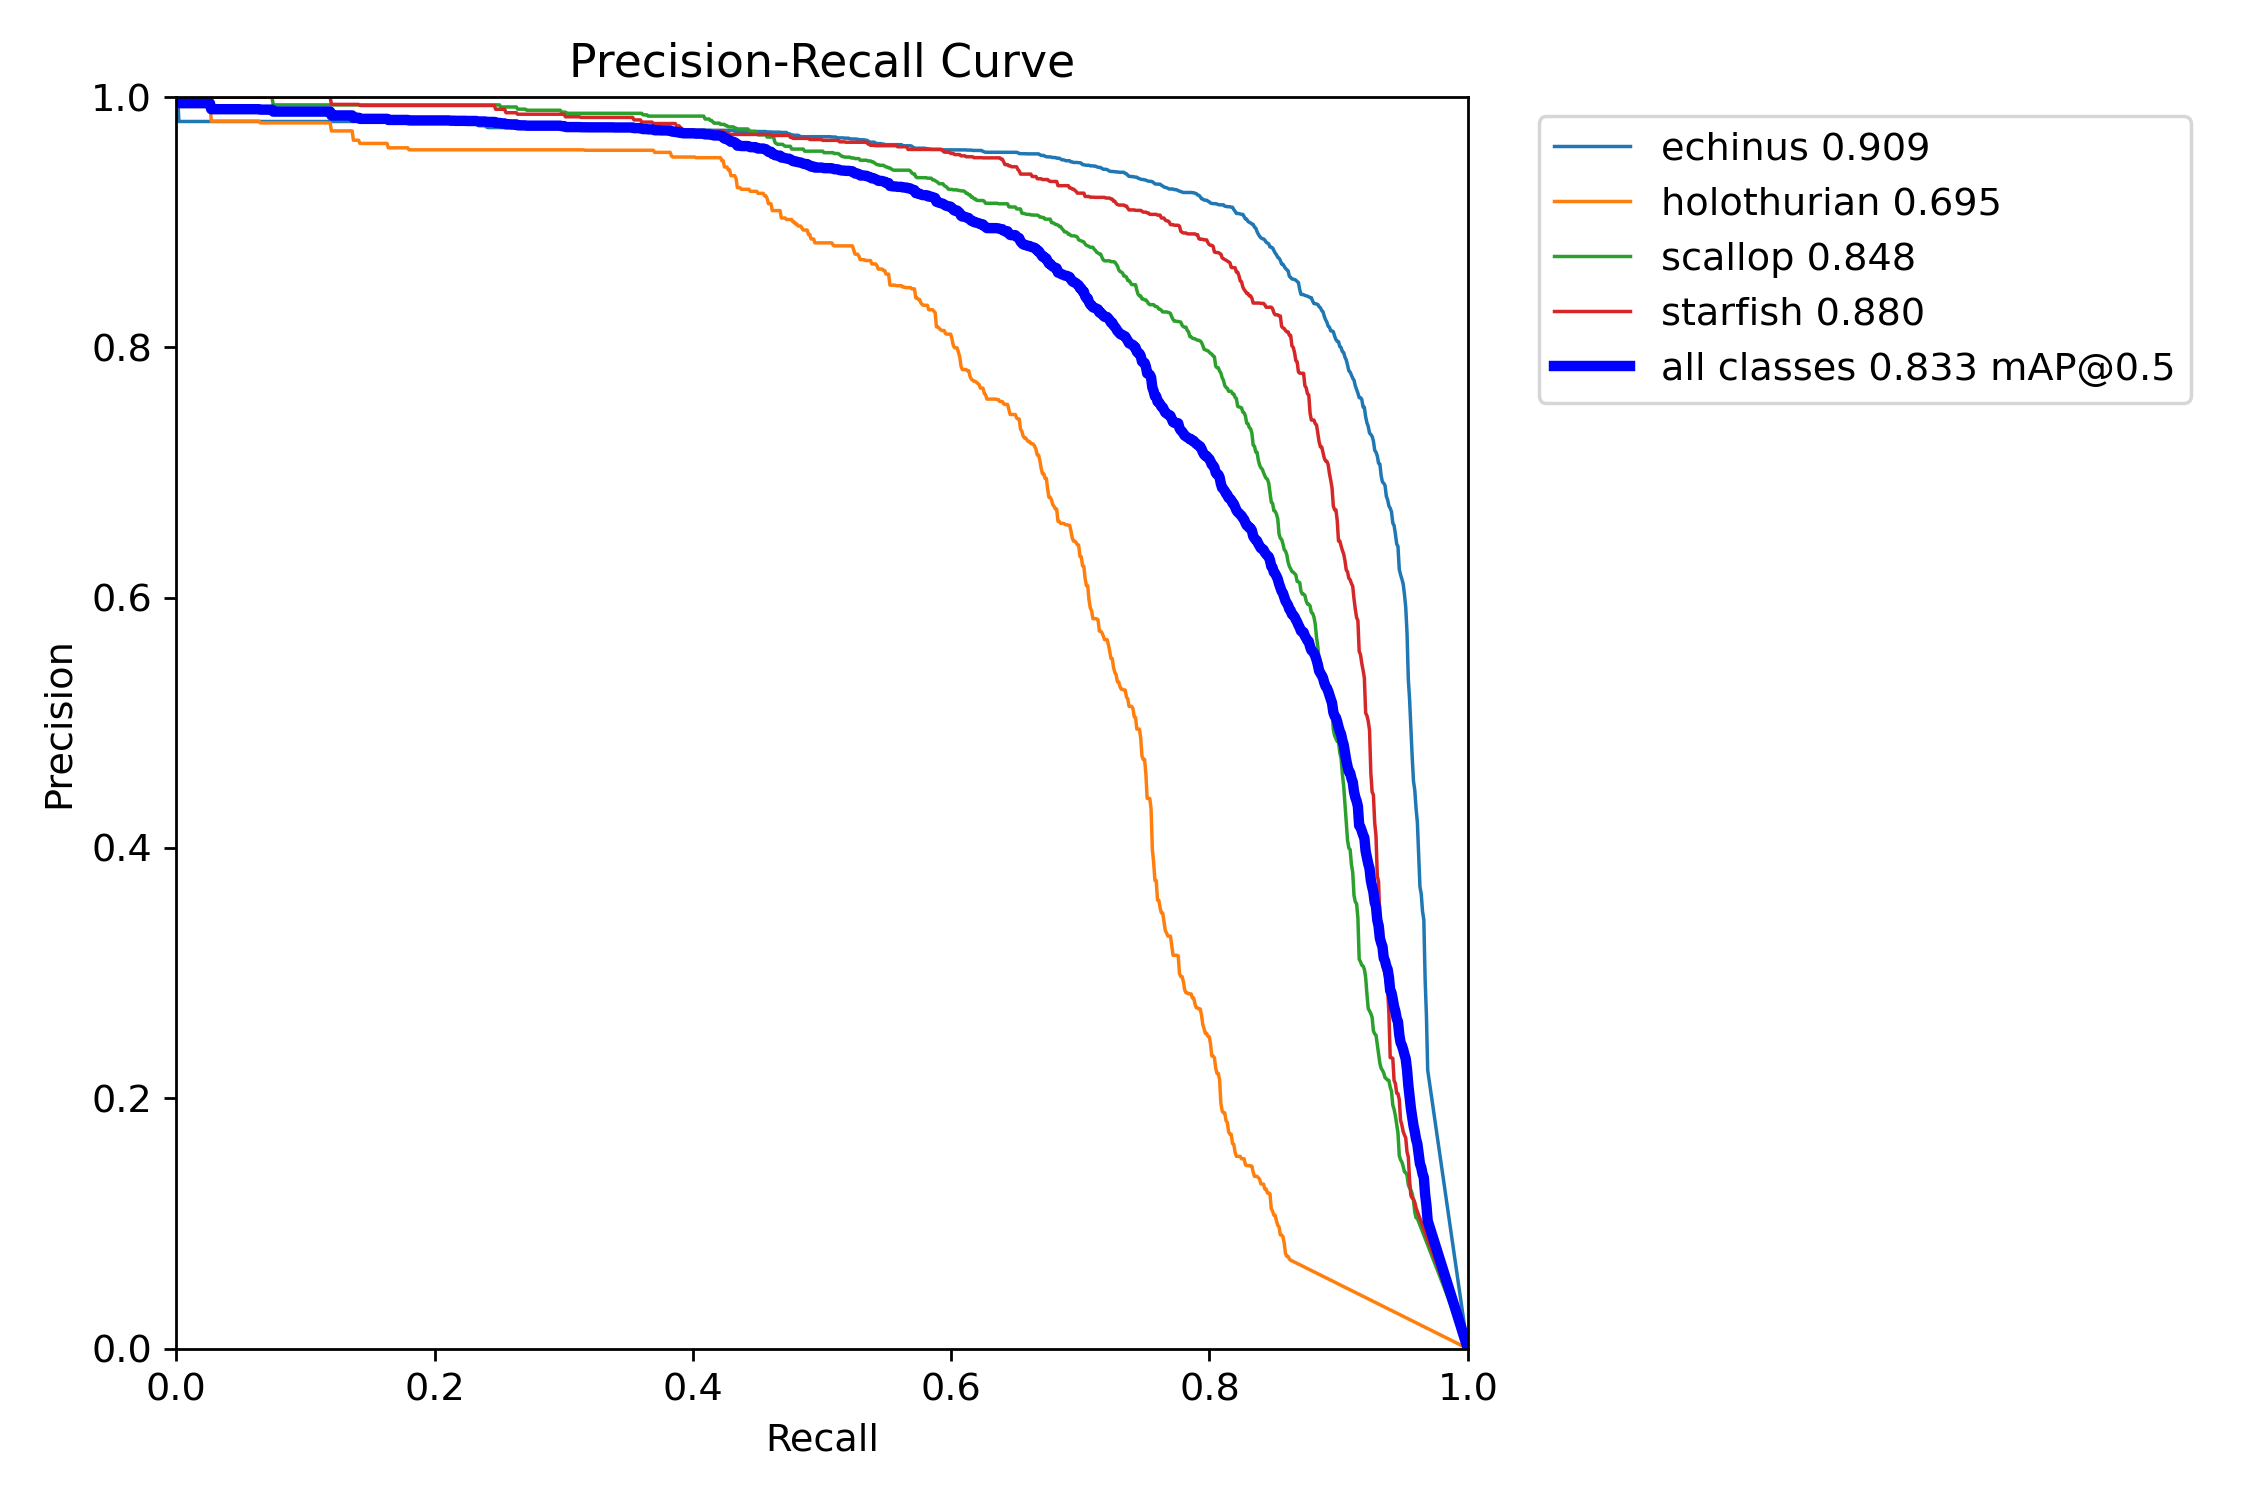 Precision-Recall Curve
1.0
0.8
0.6
0.4
0.2
0.0
Precision
0.0 0.2 0.4 0.6 0.8 1.0
Recall
echinus 0.909
holothurian 0.695
scallop 0.848
starfish 0.880
all classes 0.833 mAP@0.5